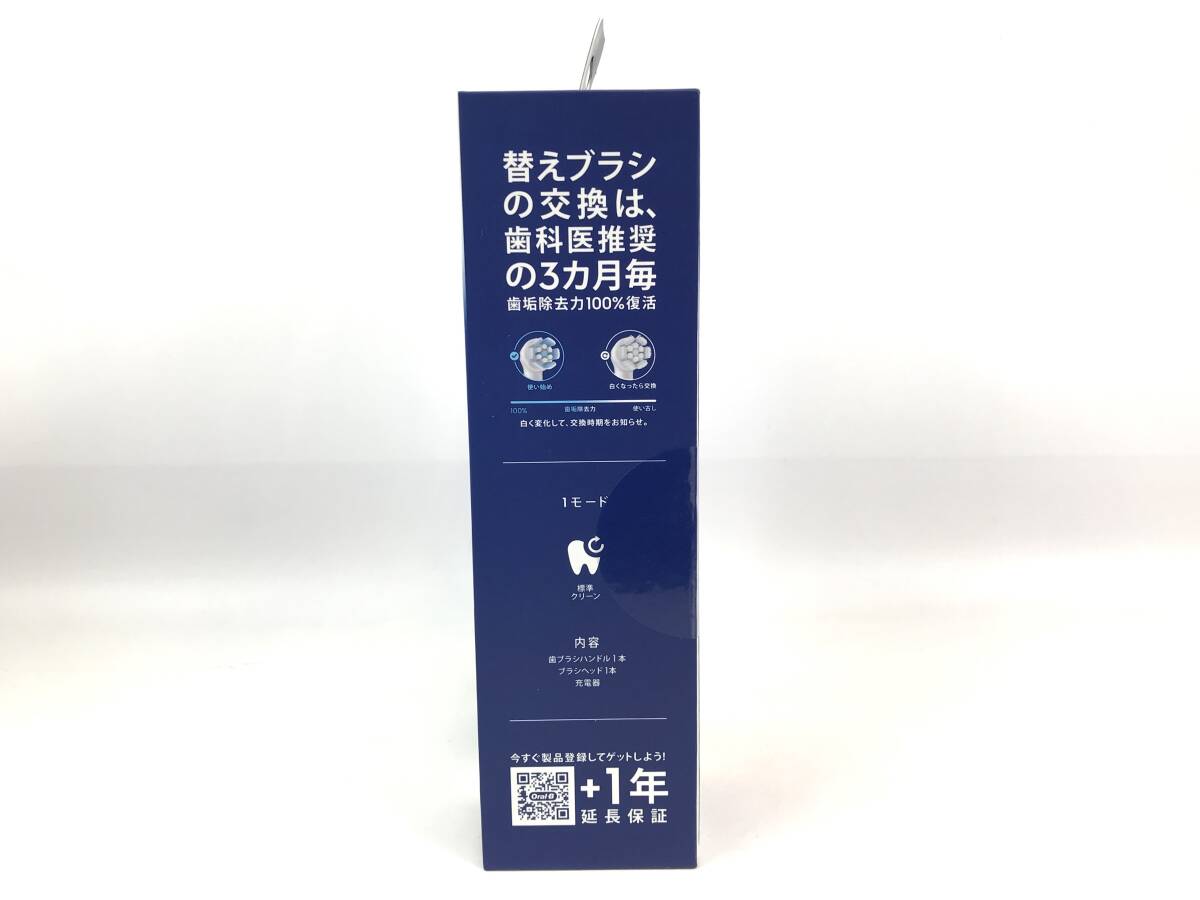 替えブラシ
の交換は、
歯科医推奨
の3カ月毎
歯垢除去力100%復活
使い始め
白くなったら交換
100%
歯垢除去力
使い古し
白く変化して、交換時期をお知らせ。
1モード
標準
クリーン
内容
歯ブラシハンドル1本
ブラシヘッド1本
充電器
今すぐ製品登録してゲットしよう!
Oral-B
+1年
延長保証